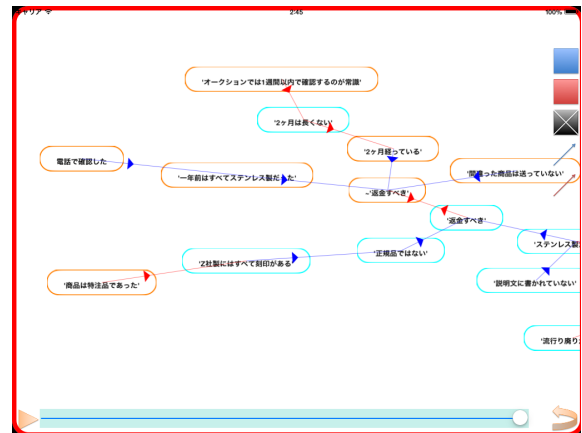 キャリア
2:45
100%
'オークションでは1週間以内で確認するのが常識'
'2ヶ月は長くない'
'2ヶ月経っている'
電話で確認した
'一年前はすべてステンレス製だった'
'間違った商品は送っていない'
~'返金すべき'
'返金すべき'
'ステンレス製
'正規品ではない'
'Z社製にはすべて刻印がある'
'説明文に書かれていない'
'商品は特注品であった'
'流行り廃り